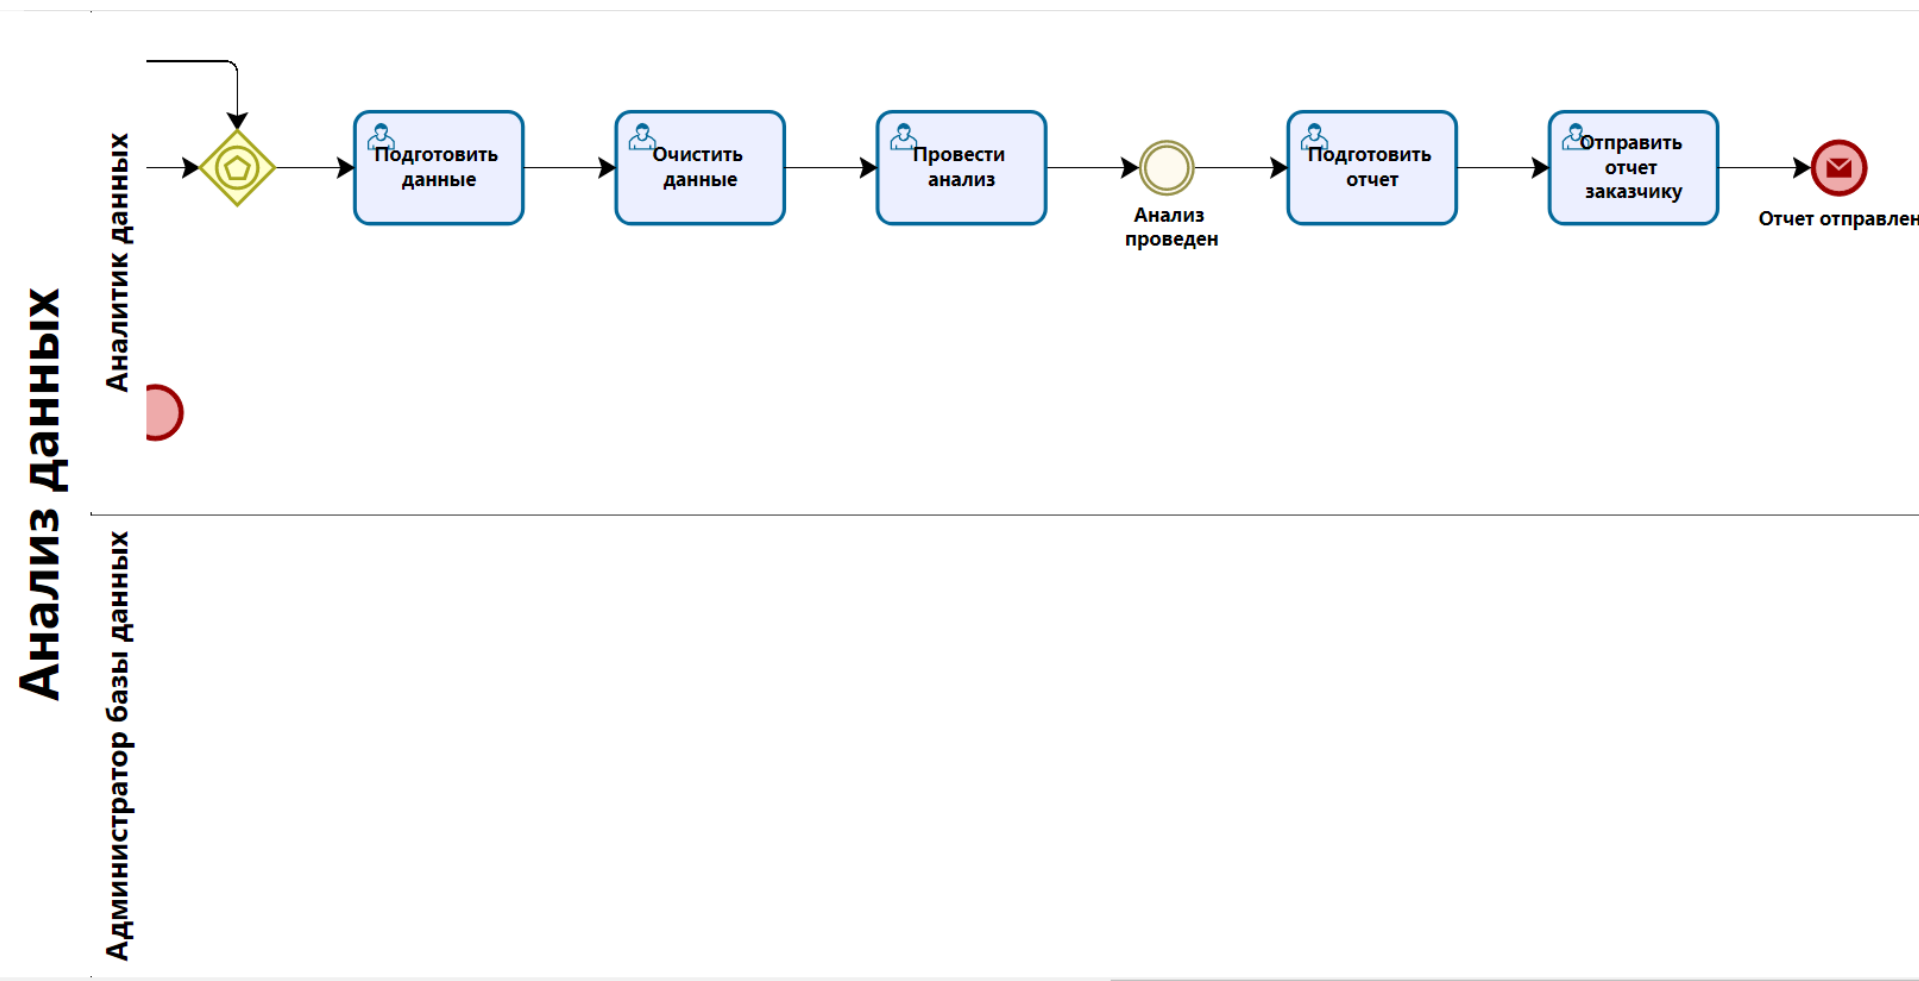 Анализ данных
Аналитик данных
Подготовить
данные
Очистить
данные
Провести
анализ
Анализ
проведен
Подготовить
отчет
Отправить
отчет
заказчику
Отчет отправлен
Администратор базы данных